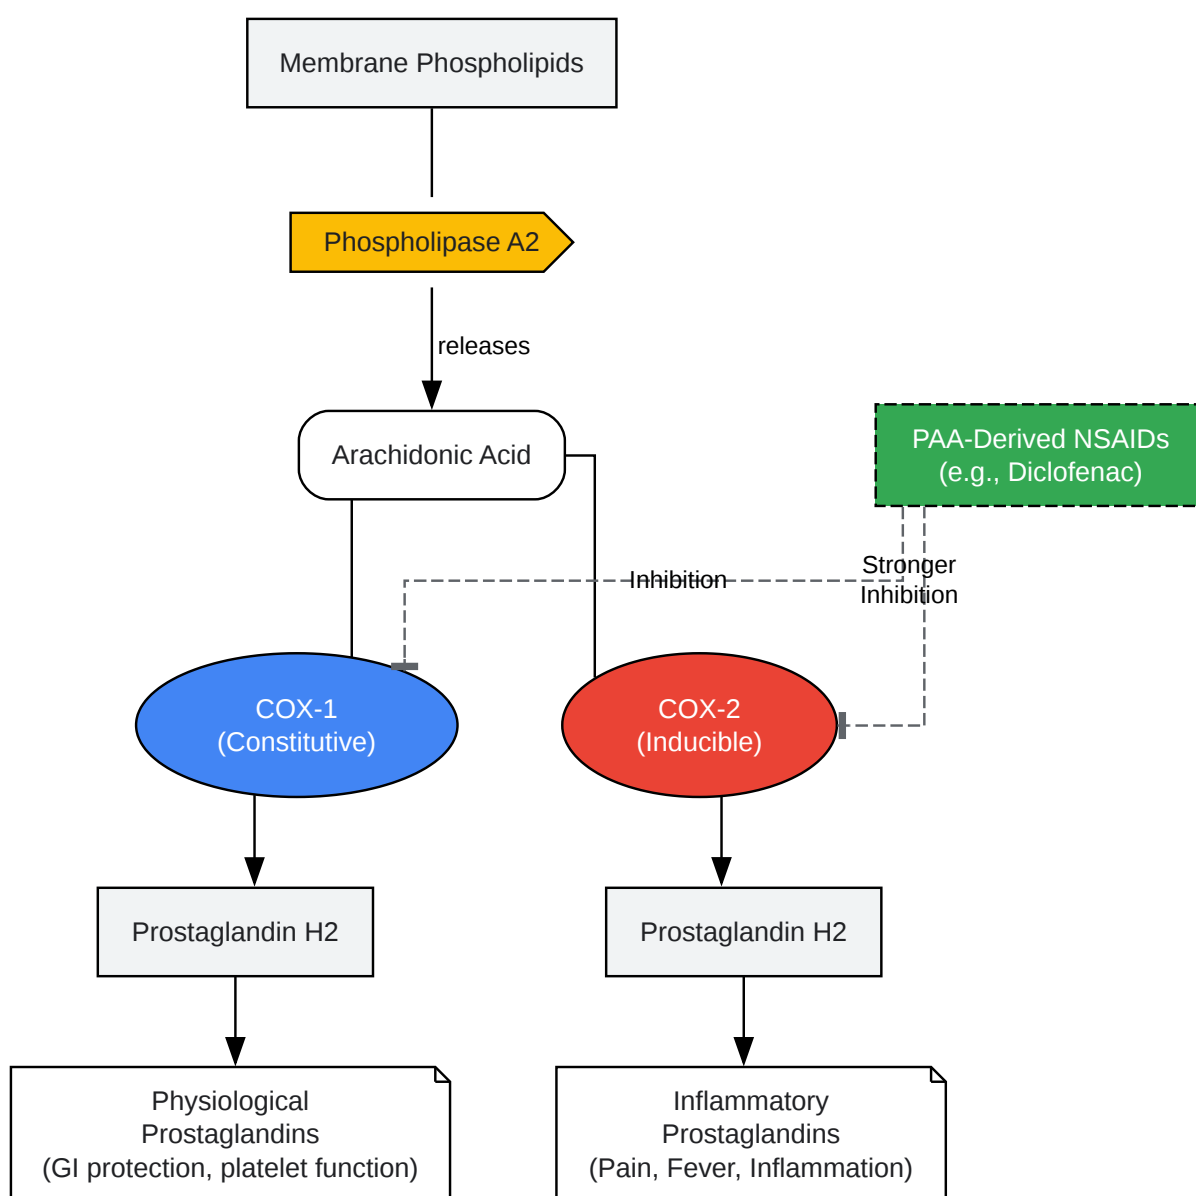 Membrane Phospholipids
Phospholipase A2
releases
Arachidonic Acid
PAA-Derived NSAIDs
(e.g., Diclofenac)
Inhibition
Stronger
Inhibition
COX-1
(Constitutive)
COX-2
(Inducible)
Prostaglandin H2
Prostaglandin H2
Physiological
Prostaglandins
(GI protection, platelet function)
Inflammatory
Prostaglandins
(Pain, Fever, Inflammation)